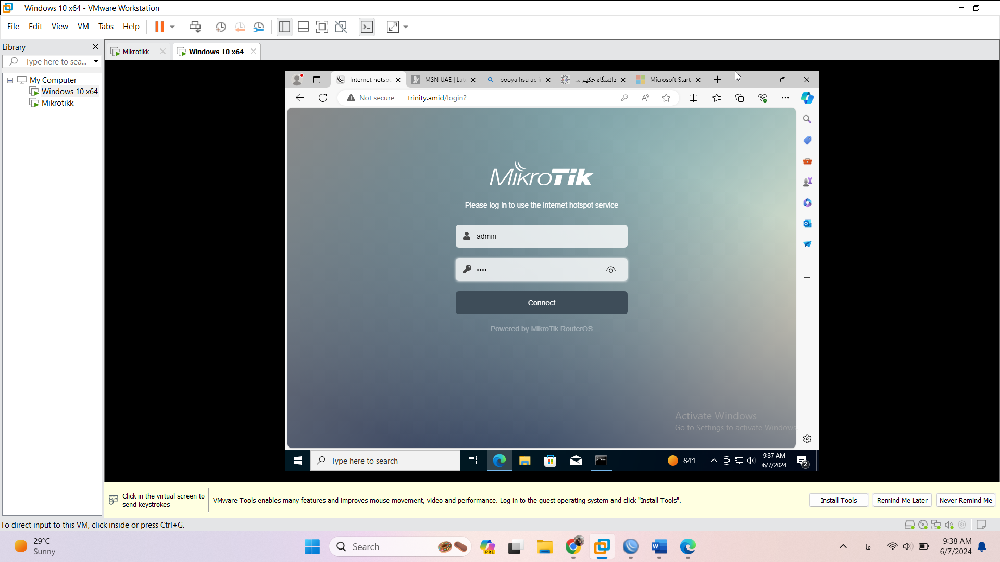 Windows 10 x64 - VMware Workstation
File Edit View VM Tabs Help
Library
Mikrotikk
Windows 10 x64
Type here to sea...
My Computer
Windows 10 x64
Mikrotikk
Internet hotspo
MSN UAE | Lat
pooya hsu ac i
دانشگاه حکیم س
Microsoft Start
Not secure
trinity.amid/login?
MikroTik
Please log in to use the internet hotspot service
admin
••••
Connect
Powered by MikroTik RouterOS
Activate Windows
Go to Settings to activate Windows.
Type here to search
84°F
9:37 AM
6/7/2024
2
Click in the virtual screen to
send keystrokes
VMware Tools enables many features and improves mouse movement, video and performance. Log in to the guest operating system and click "Install Tools".
Install Tools
Remind Me Later
Never Remind Me
To direct input to this VM, click inside or press Ctrl+G.
29°C
Sunny
Search
PRE
فا
9:38 AM
6/7/2024